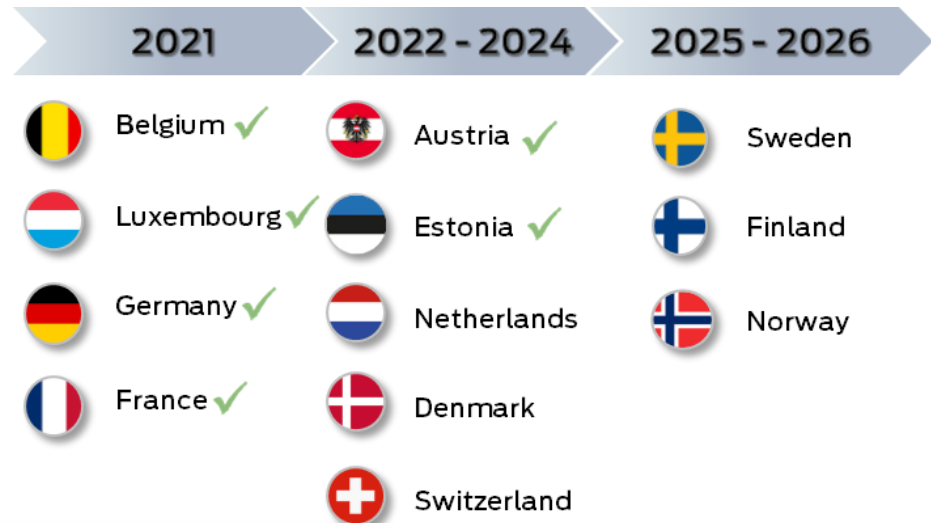 2021
2022 - 2024
2025 - 2026
Belgium
Luxembourg
Germany
France
Austria
Estonia
Netherlands
Denmark
Switzerland
Sweden
Finland
Norway